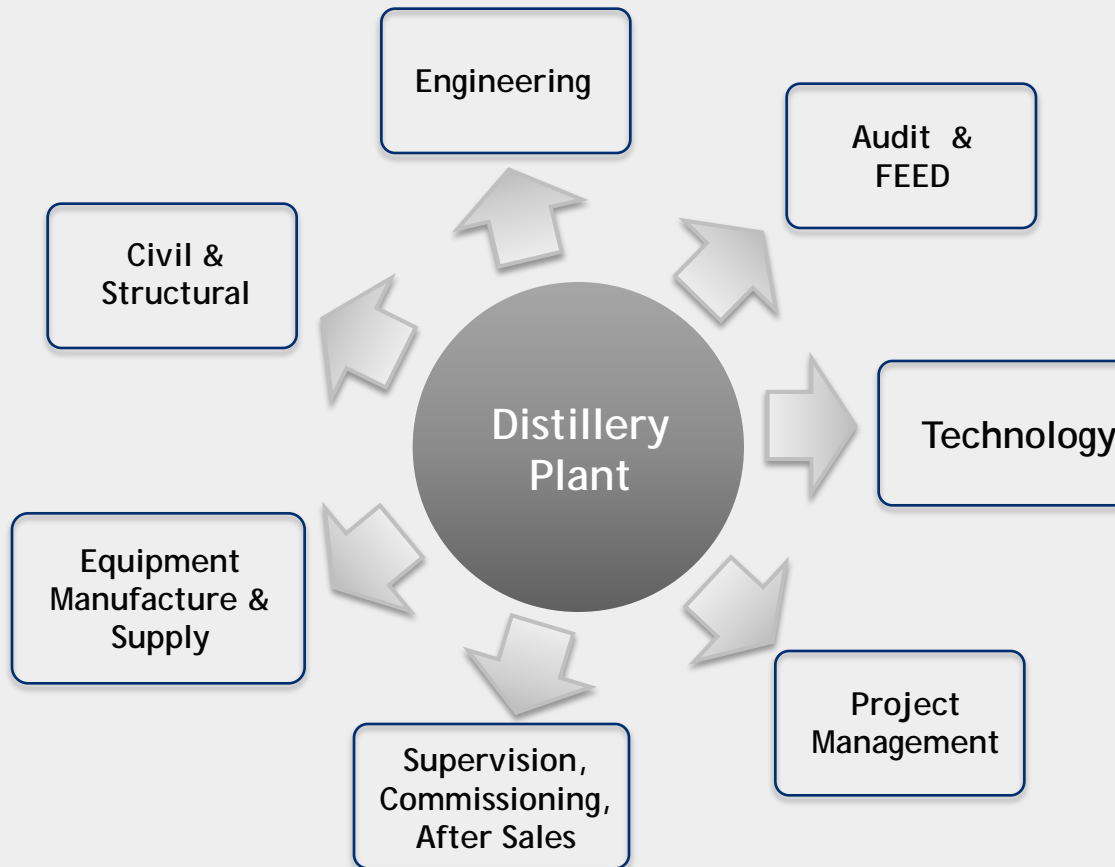 Engineering
Audit &
FEED
Civil &
Structural
Distillery
Plant
Technology
Equipment
Manufacture &
Supply
Project
Management
Supervision,
Commissioning,
After Sales